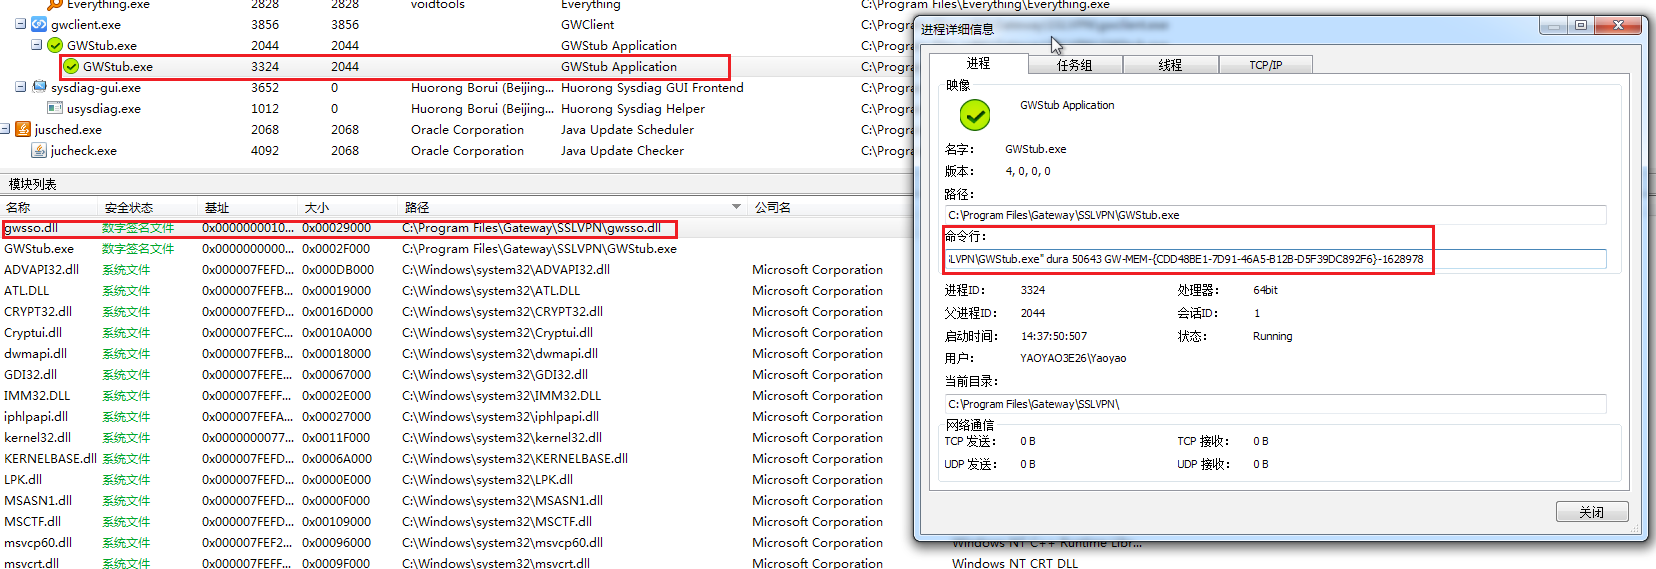 Everything.exe 2828 2828 voidtools Everything C:\Program Files\Everything\Everything.exe
gwclient.exe 3856 3856 GWClient
GWStub.exe 2044 2044 GWStub Application
GWStub.exe 3324 2044 GWStub Application C:\Progra
sysdiag-gui.exe 3652 0 Huorong Borui (Beijing... Huorong Sysdiag GUI Frontend C:\Progra
usysdiag.exe 1012 0 Huorong Borui (Beijing... Huorong Sysdiag Helper C:\Progra
jusched.exe 2068 2068 Oracle Corporation Java Update Scheduler C:\Progra
jucheck.exe 4092 2068 Oracle Corporation Java Update Checker C:\Progra
模块列表
名称 安全状态 基址 大小 路径 公司名
gwsso.dll 数字签名文件 0x0000000010... 0x00029000 C:\Program Files\Gateway\SSLVPN\gwsso.dll
GWStub.exe 数字签名文件 0x0000000000... 0x0002F000 C:\Program Files\Gateway\SSLVPN\GWStub.exe
ADVAPI32.dll 系统文件 0x000007FEFD... 0x000DB000 C:\Windows\system32\ADVAPI32.dll Microsoft Corporation
ATL.DLL 系统文件 0x000007FEFB... 0x00019000 C:\Windows\system32\ATL.DLL Microsoft Corporation
CRYPT32.dll 系统文件 0x000007FEFD... 0x0016D000 C:\Windows\system32\CRYPT32.dll Microsoft Corporation
Cryptui.dll 系统文件 0x000007FEFC... 0x0010A000 C:\Windows\system32\Cryptui.dll Microsoft Corporation
dwmapi.dll 系统文件 0x000007FEFB... 0x00018000 C:\Windows\system32\dwmapi.dll Microsoft Corporation
GDI32.dll 系统文件 0x000007FEFE... 0x00067000 C:\Windows\system32\GDI32.dll Microsoft Corporation
IMM32.DLL 系统文件 0x000007FEFF... 0x0002E000 C:\Windows\system32\IMM32.DLL Microsoft Corporation
iphlpapi.dll 系统文件 0x000007FEFA... 0x00027000 C:\Windows\system32\iphlpapi.dll Microsoft Corporation
kernel32.dll 系统文件 0x0000000077... 0x0011F000 C:\Windows\system32\kernel32.dll Microsoft Corporation
KERNELBASE.dll 系统文件 0x000007FEFD... 0x0006A000 C:\Windows\system32\KERNELBASE.dll Microsoft Corporation
LPK.dll 系统文件 0x000007FEFD... 0x0000E000 C:\Windows\system32\LPK.dll Microsoft Corporation
MSASN1.dll 系统文件 0x000007FEFD... 0x0000F000 C:\Windows\system32\MSASN1.dll Microsoft Corporation
MSCTF.dll 系统文件 0x000007FEFD... 0x00109000 C:\Windows\system32\MSCTF.dll Microsoft Corporation
msvcp60.dll 系统文件 0x000007FEF2... 0x00096000 C:\Windows\system32\msvcp60.dll Windows NT C++ Runtime Libr...
msvcrt.dll 系统文件 0x000007FEFD... 0x0009F000 C:\Windows\system32\msvcrt.dll Windows NT CRT DLL
进程详细信息
进程 任务组 线程 TCP/IP
映像
GWStub Application
名字： GWStub.exe
版本： 4, 0, 0, 0
路径：
C:\Program Files\Gateway\SSLVPN\GWStub.exe
命令行：
LVPN\GWStub.exe" dura 50643 GW-MEM-{CDD48BE1-7D91-46A5-B12B-D5F39DC892F6}-1628978
进程ID： 3324 处理器： 64bit
父进程ID： 2044 会话ID： 1
启动时间： 14:37:50:507 状态： Running
用户： YAOYAO3E26\Yaoyao
当前目录：
C:\Program Files\Gateway\SSLVPN\
网络通信
TCP 发送： 0 B TCP 接收： 0 B
UDP 发送： 0 B UDP 接收： 0 B
关闭